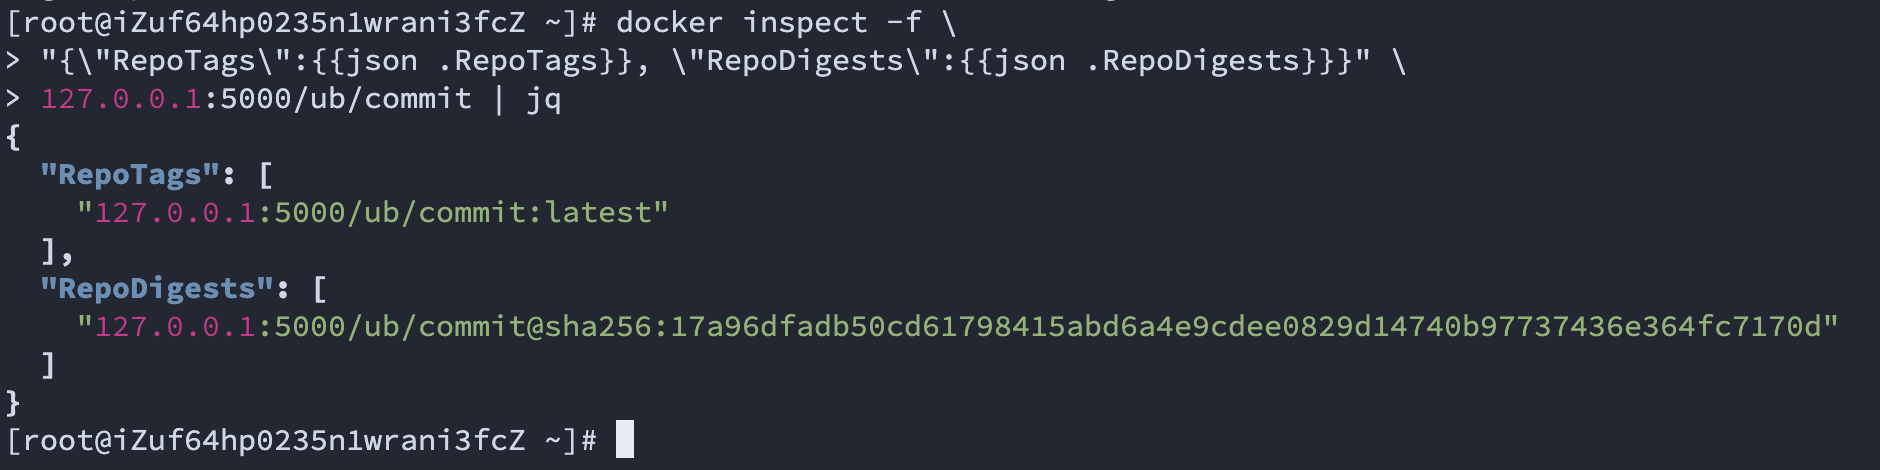 [root@iZuf64hp0235n1wrani3fcZ ~]# docker inspect -f \
> "{\"RepoTags\":{{json .RepoTags}}, \"RepoDigests\":{{json .RepoDigests}}}" \
> 127.0.0.1:5000/ub/commit | jq
{
  "RepoTags": [
    "127.0.0.1:5000/ub/commit:latest"
  ],
  "RepoDigests": [
    "127.0.0.1:5000/ub/commit@sha256:17a96dfadb50cd61798415abd6a4e9cdee0829d14740b97737436e364fc7170d"
  ]
}
[root@iZuf64hp0235n1wrani3fcZ ~]#